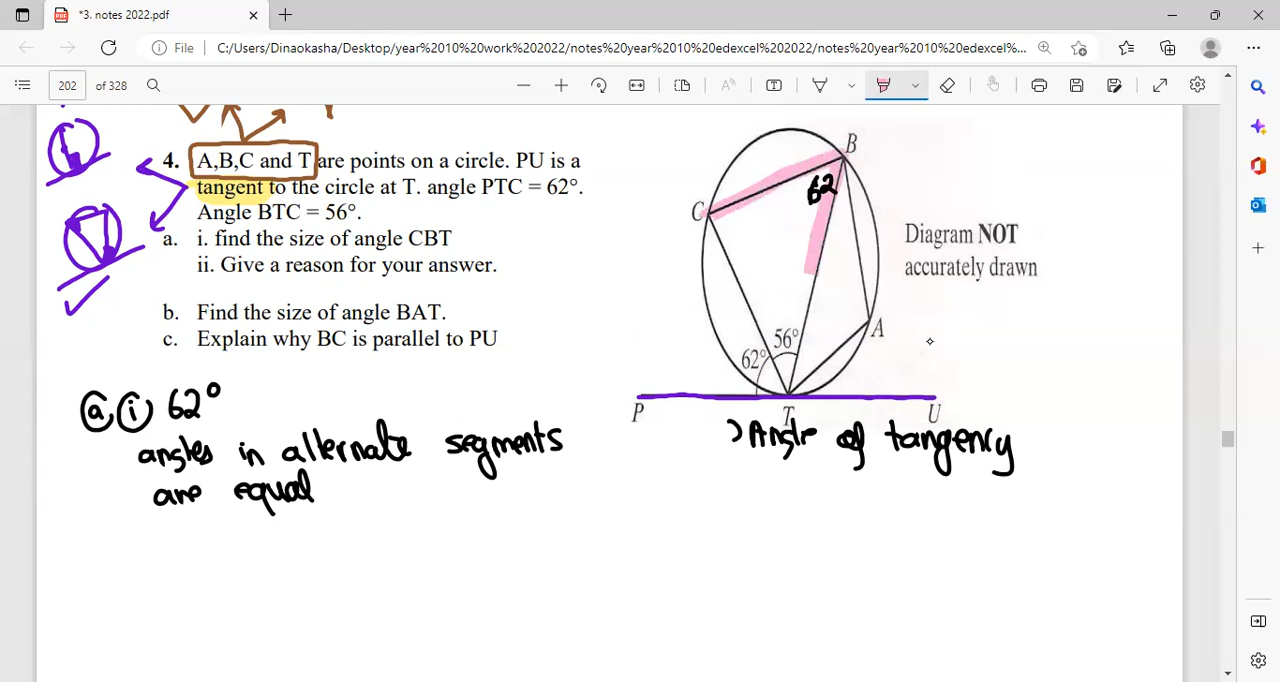 *3. notes 2022.pdf
File
C:/Users/Dinaokasha/Desktop/year%2010%20work%202022/notes%20year%2010%20edexcel%202022/notes%20year%2010%20edexcel%...
202 of 328
4. A,B,C and T are points on a circle. PU is a
tangent to the circle at T. angle PTC = 62°.
Angle BTC = 56°.
a. i. find the size of angle CBT
ii. Give a reason for your answer.
b. Find the size of angle BAT.
c. Explain why BC is parallel to PU
B
62
C
Diagram NOT
accurately drawn
A
56°
62°
P T U
a i 62°
angles in alternate segments
are equal
Angle of tangency